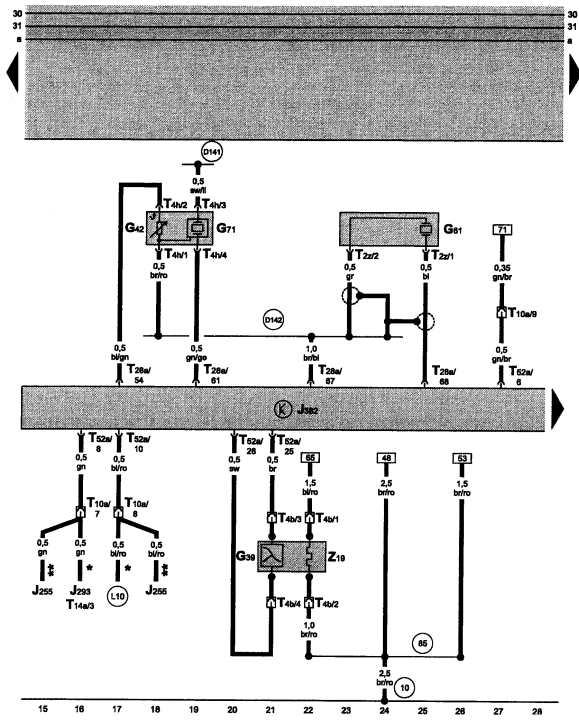 30 30
31 31
a a
D141
0,5
sw/li
T4h/2 T4h/3
G42 G71
T4h/1 T4h/4
0,5
br/ro
G61
T2z/2 T2z/1
0,5
gr
0,5
bl
71
0,35
gn/br
T10a/9
D142
0,5
bl/gn
T28a/
54
0,5
gn/ge
T28a/
61
1,0
br/bl
T28a/
67
T28a/
68
0,5
gn/br
T52a/
6
K J382
T52a/
8
0,5
gn
T52a/
10
0,5
bl/ro
T52a/
26
0,5
sw
T52a/
25
0,5
br
65
1,5
bl/ro
48
2,5
br/ro
53
1,5
br/ro
T10a/
7
T10a/
8
0,5
gn
**
0,5
gn
*
0,5
bl/ro
*
0,5
bl/ro
**
J255
J293
T14a/3
L10
J255
T4b/3 T4b/1
G39 Z19
T4b/4 T4b/2
1,0
br/ro
85
2,5
br/ro
10
15 16 17 18 19 20 21 22 23 24 25 26 27 28